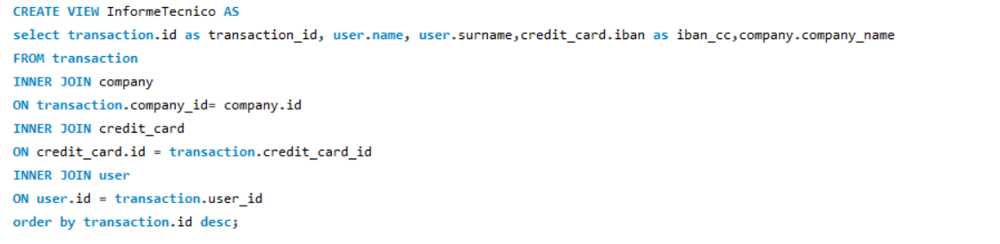 CREATE VIEW InformeTecnico AS
select transaction.id as transaction_id, user.name, user.surname,credit_card.iban as iban_cc,company.company_name
FROM transaction
INNER JOIN company
ON transaction.company_id= company.id
INNER JOIN credit_card
ON credit_card.id = transaction.credit_card_id
INNER JOIN user
ON user.id = transaction.user_id
order by transaction.id desc;